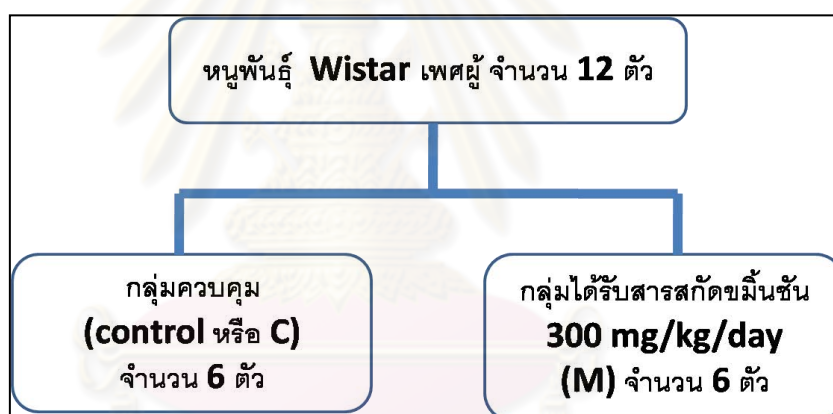 หนูพันธุ์ Wistar เพศผู้ จำนวน 12 ตัว
กลุ่มควบคุม
(control หรือ C)
จำนวน 6 ตัว
กลุ่มได้รับสารสกัดขมิ้นชัน
300 mg/kg/day
(M) จำนวน 6 ตัว